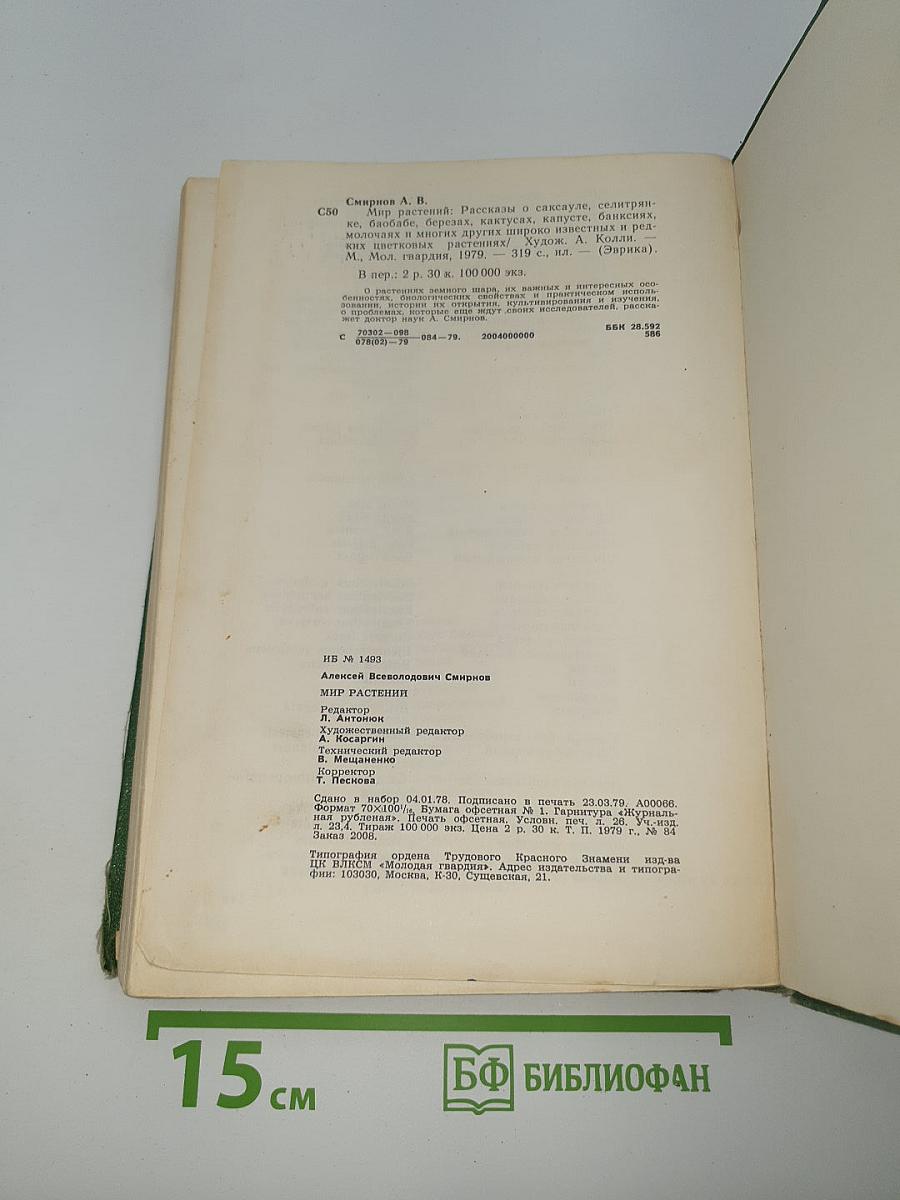 Смирнов А. В.
С50 Мир растений: Рассказы о саксауле, селитрян-
ке, баобабе, березах, кактусах, капусте, банксиях,
молочаях и многих других широко известных и ред-
ких цветковых растениях/ Худож. А. Колли. —
М., Мол. гвардия, 1979. — 319 с., ил. — (Эврика).
В пер.: 2 р. 30 к. 100 000 экз.
О растениях земного шара, их важных и интересных осо-
бенностях, биологических свойствах и практическом исполь-
зовании, истории их открытия, культивирования и изучения,
о проблемах, которые еще ждут своих исследователей, расска-
жет доктор наук А. Смирнов.
С 70302—098
078(02)—79 084—79. 2004000000
ББК 28.592
586
ИБ № 1493
Алексей Всеволодович Смирнов
МИР РАСТЕНИЙ
Редактор
Л. Антонюк
Художественный редактор
А. Косаргин
Технический редактор
В. Мещаненко
Корректор
Т. Пескова
Сдано в набор 04.01.78. Подписано в печать 23.03.79. А00066.
Формат 70×100¹/₁₆. Бумага офсетная № 1. Гарнитура «Журналь-
ная рубленая». Печать офсетная. Условн. печ. л. 26. Уч.-изд.
л. 23,4. Тираж 100 000 экз. Цена 2 р. 30 к. Т. П. 1979 г., № 84
Заказ 2008.
Типография ордена Трудового Красного Знамени изд-ва
ЦК ВЛКСМ «Молодая гвардия». Адрес издательства и типогра-
фии: 103030, Москва, К-30, Сущевская, 21.
15 см
БФ БИБЛИОФАН